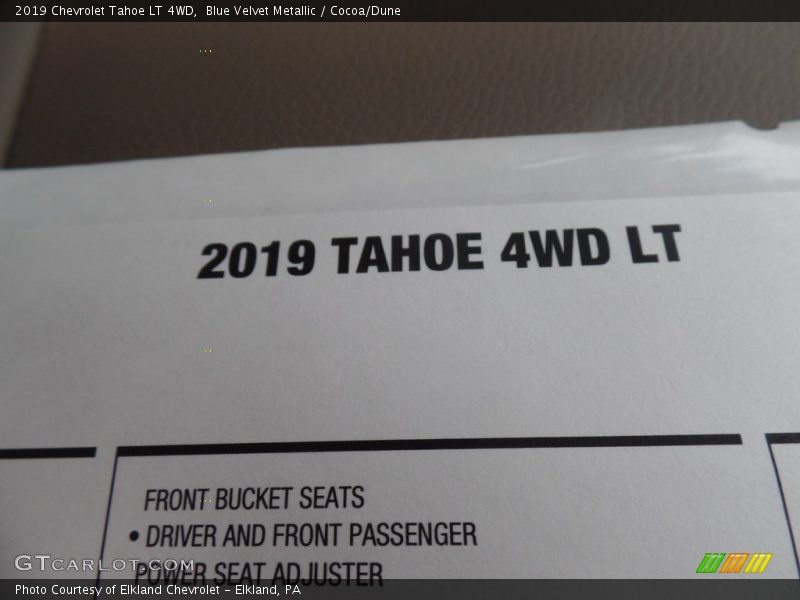 2019 Chevrolet Tahoe LT 4WD,  Blue Velvet Metallic / Cocoa/Dune
2019 TAHOE 4WD LT
FRONT BUCKET SEATS
• DRIVER AND FRONT PASSENGER
POWER SEAT ADJUSTER
GTCARLOT.COM
Photo Courtesy of Elkland Chevrolet – Elkland, PA